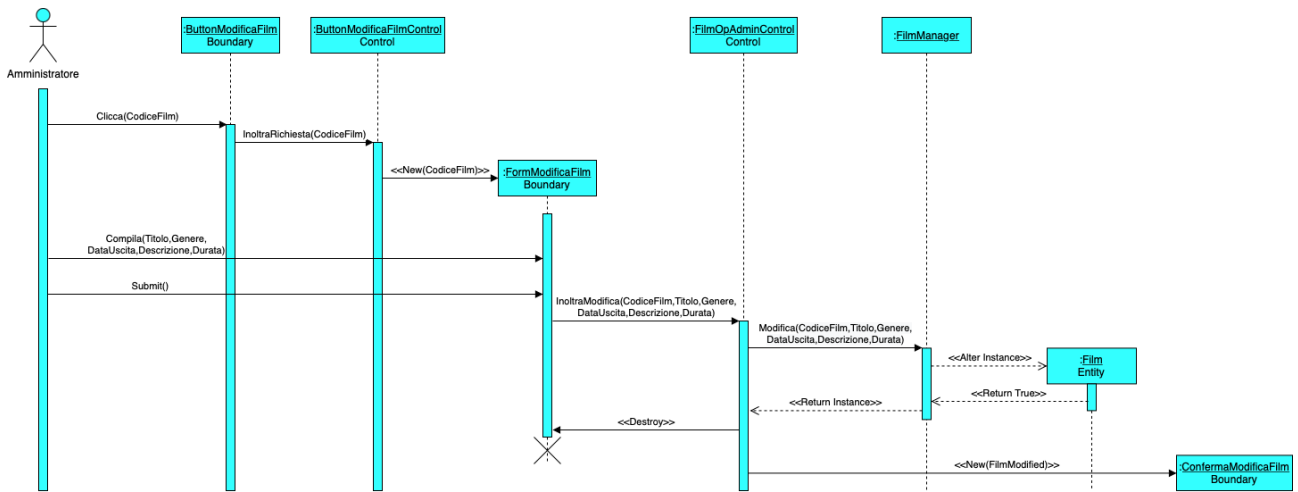 :ButtonModificaFilm
Boundary
:ButtonModificaFilmControl
Control
:FilmOpAdminControl
Control
:FilmManager
Amministratore
Clicca(CodiceFilm)
InoltraRichiesta(CodiceFilm)
<<New(CodiceFilm)>>
:FormModificaFilm
Boundary
Compila(Titolo,Genere,
DataUscita,Descrizione,Durata)
Submit()
InoltraModifica(CodiceFilm,Titolo,Genere,
DataUscita,Descrizione,Durata)
Modifica(CodiceFilm,Titolo,Genere,
DataUscita,Descrizione,Durata)
<<Alter Instance>>
:Film
Entity
<<Return True>>
<<Return Instance>>
<<Destroy>>
<<New(FilmModified)>>
:ConfermaModificaFilm
Boundary